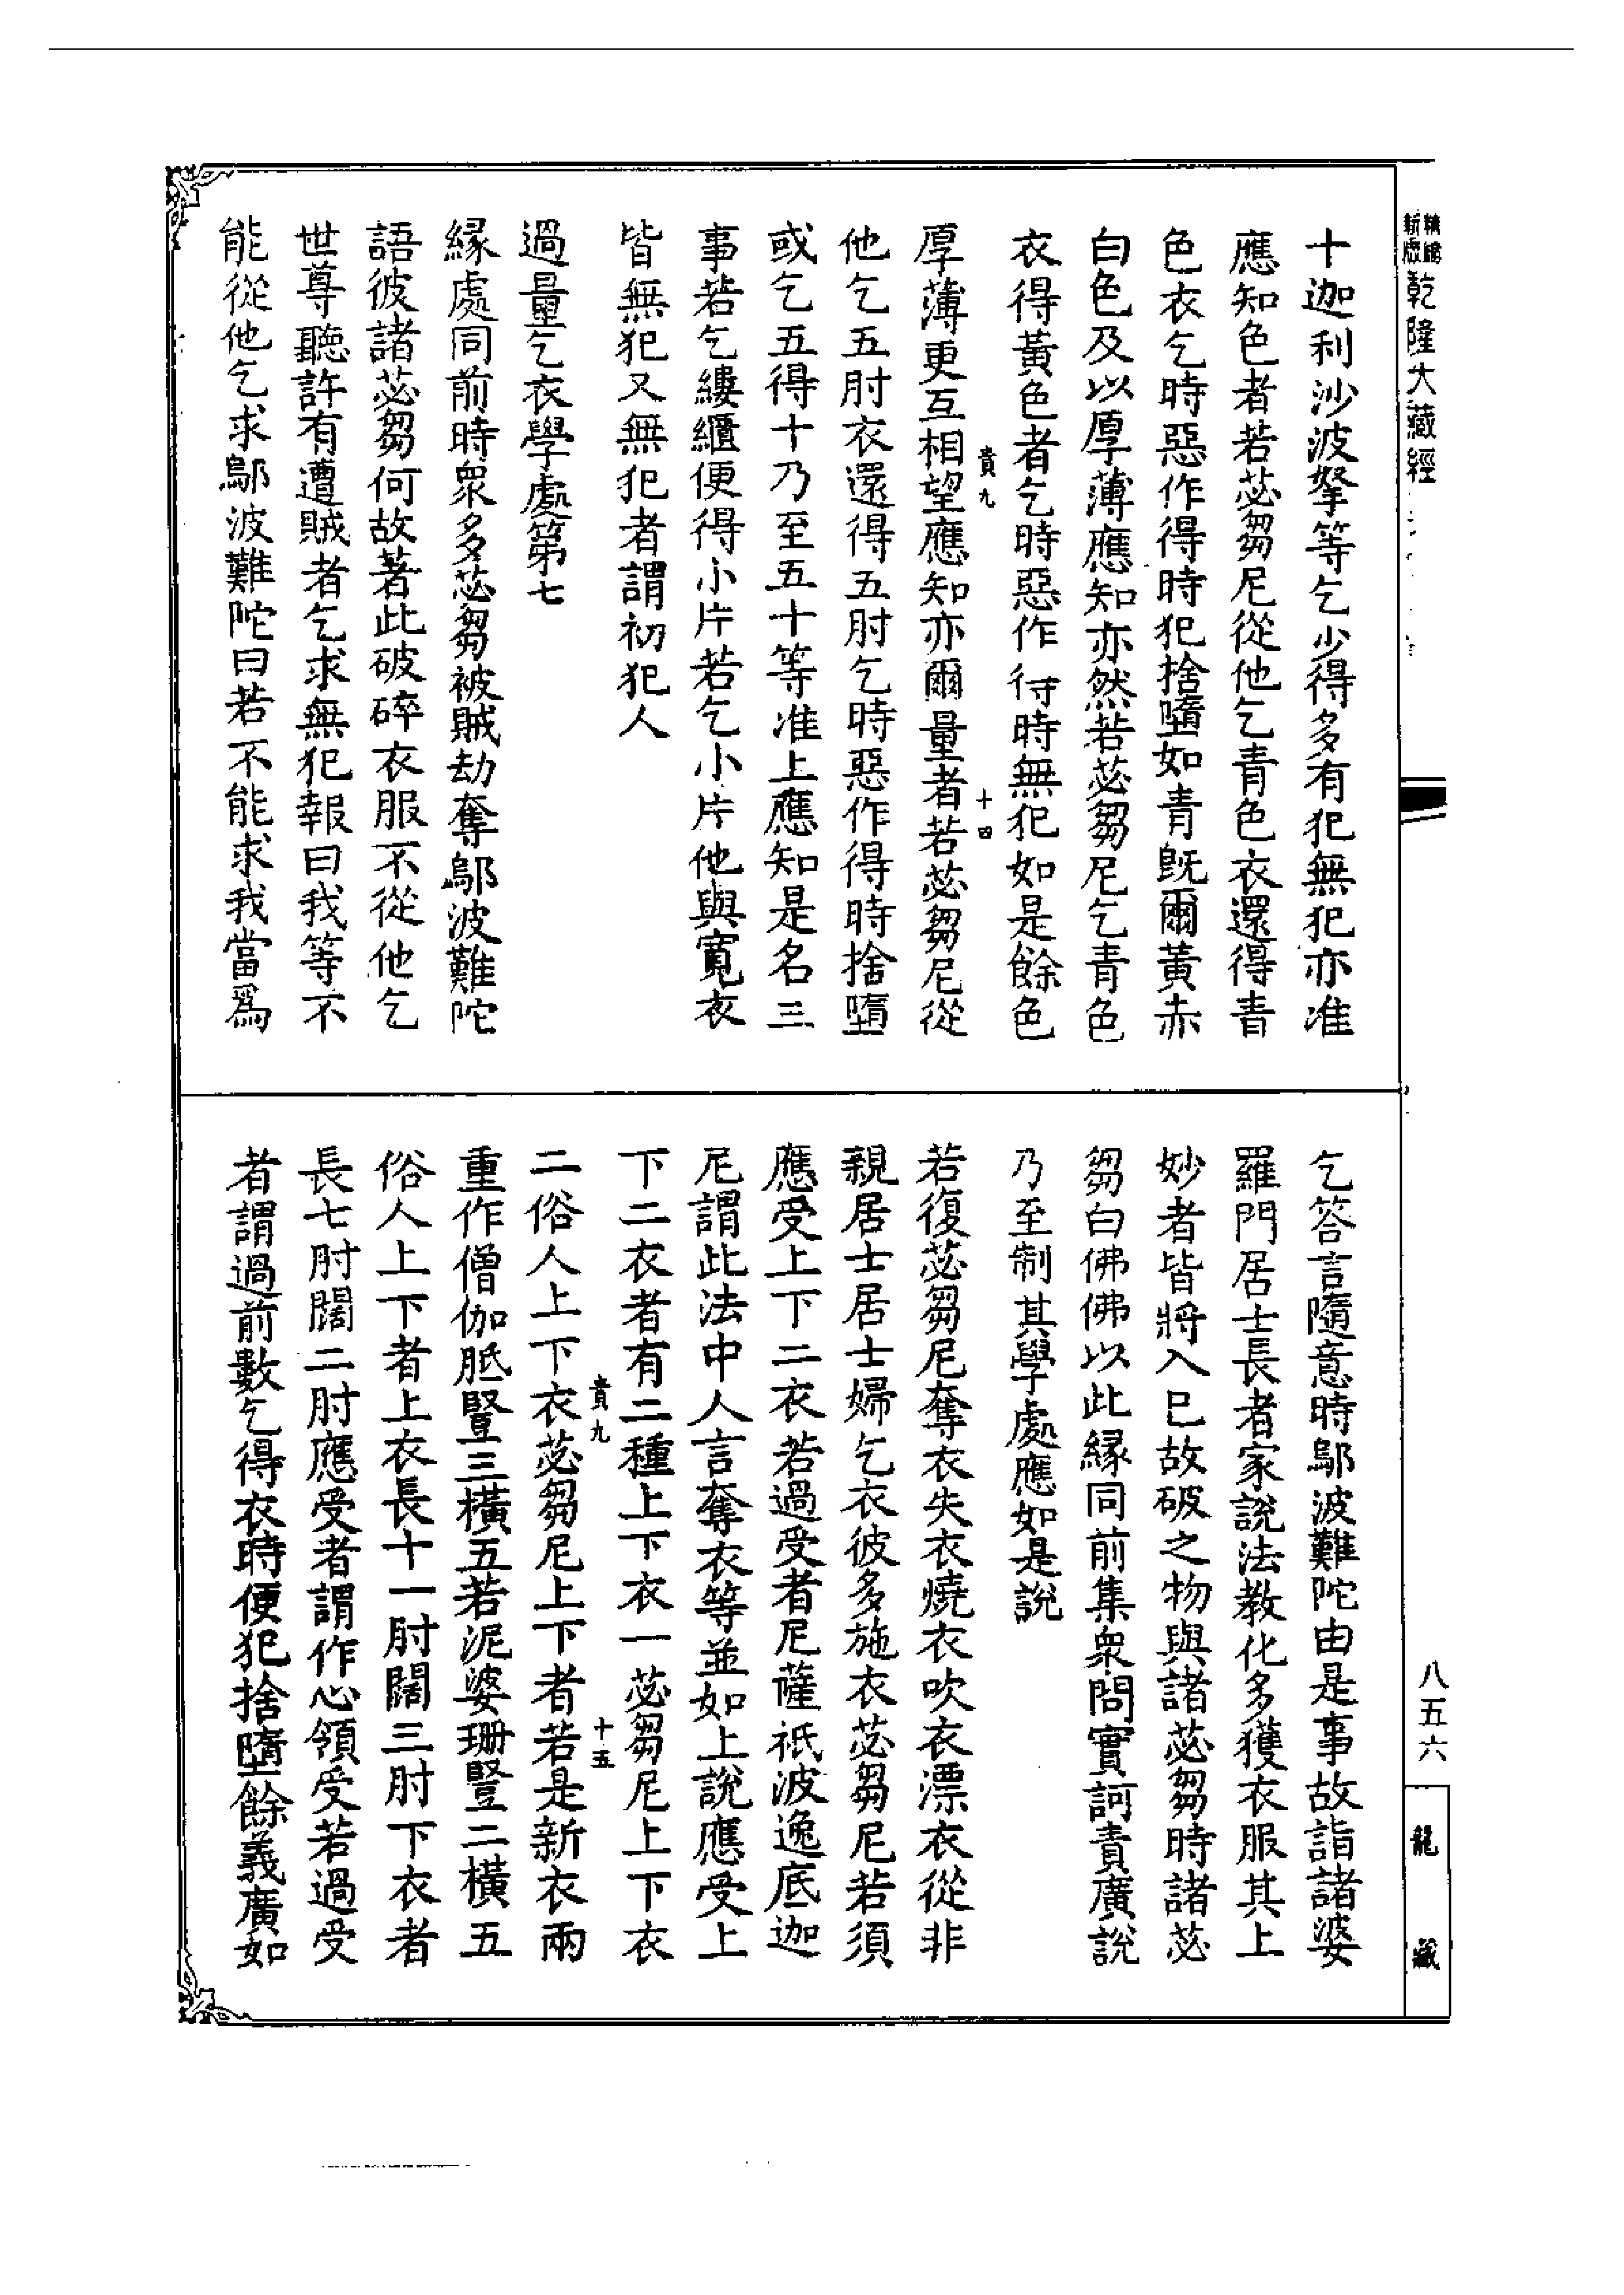 新編
縮版
乾隆大藏經
十迦利沙波拏等乞少得多有犯無犯亦准
應知色者若苾芻尼從他乞青色衣還得青
色衣乞時惡作得時犯捨墮如青既爾黃赤
白色及以厚薄應知亦然若苾芻尼乞青色
衣得黃色者乞時惡作得時無犯如是餘色
貴九
十四
厚薄更互相望應知亦爾量者若苾芻尼從
他乞五肘衣還得五肘乞時惡作得時捨墮
或乞五得十乃至五十等准上應知是名三
事若乞縷繼便得小片若乞小片他與寬衣
皆無犯又無犯者謂初犯人
過量乞衣學處第七
緣處同前時衆多苾芻被賊劫奪鄔波難陀
語彼諸苾芻何故著此破碎衣服不從他乞
世尊聽許有遭賊者乞求無犯報曰我等不
能從他乞求鄔波難陀曰若不能求我當爲
乞答言隨意時鄔波難陀由是事故詣諸婆
羅門居士長者家說法教化多獲衣服其上
妙者皆將入已故破之物與諸苾芻時諸苾
芻白佛佛以此緣同前集衆問實訶責廣說
乃至制其學處應如是說
若復苾芻尼奪衣失衣燒衣吹衣漂衣從非
親居士居士婦乞衣彼多施衣苾芻尼若須
應受上下二衣若過受者尼薩祇波逸底迦
尼謂此法中人言奪衣等並如上說應受上
下二衣者有二種上下衣一苾芻尼上下衣
貴九
十五
二俗人上下衣苾芻尼上下者若是新衣兩
重作僧伽胝豎三橫五若泥婆珊豎二橫五
俗人上下者上衣長十一肘闊三肘下衣者
長七肘闊二肘應受者謂作心領受若過受
者謂過前數乞得衣時便犯捨墮餘義廣如
八五六
龍藏